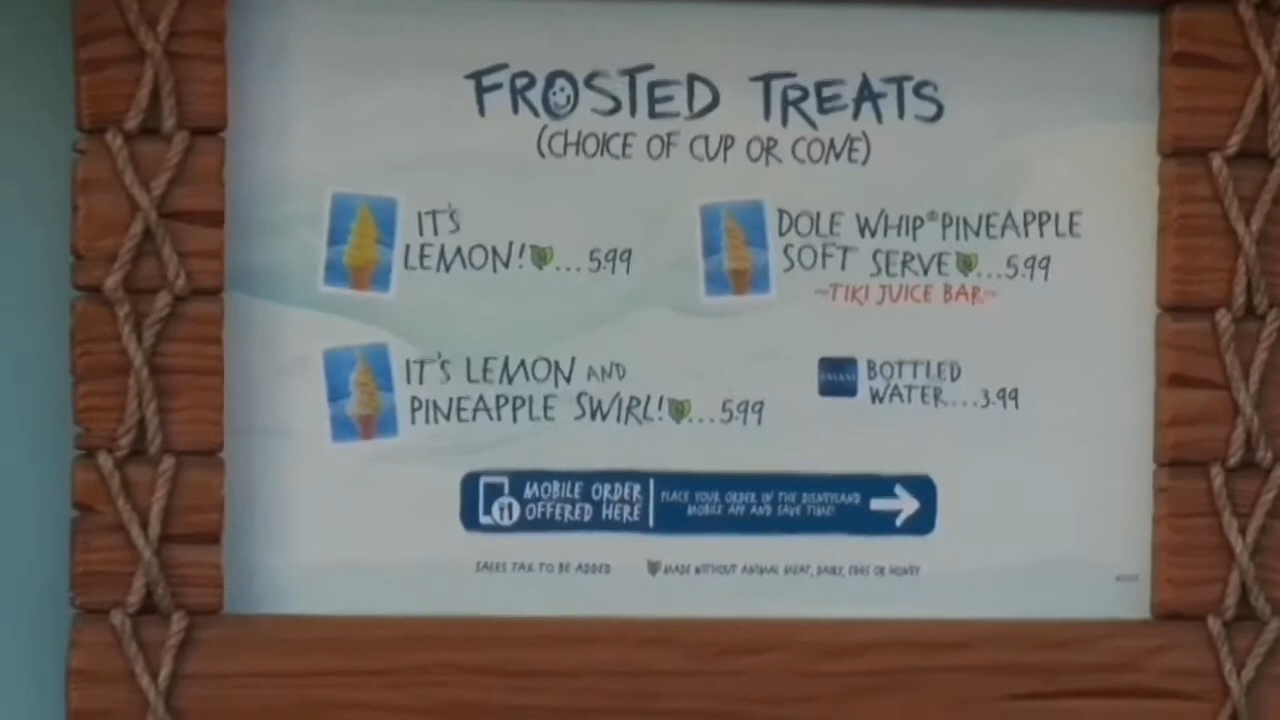 FROSTED TREATS
(CHOICE OF CUP OR CONE)
IT'S
LEMON! ... 5.99
DOLE WHIP® PINEAPPLE
SOFT SERVE ... 5.99
~TIKI JUICE BAR~
IT'S LEMON AND
PINEAPPLE SWIRL! ... 5.99
BOTTLED
WATER....3.99
MOBILE ORDER
OFFERED HERE
PLACE YOUR ORDER IN THE DISNEYLAND
MOBILE APP AND SAVE TIME!
SALES TAX TO BE ADDED
MADE WITHOUT ANIMAL MEAT, DAIRY, EGGS OR HONEY